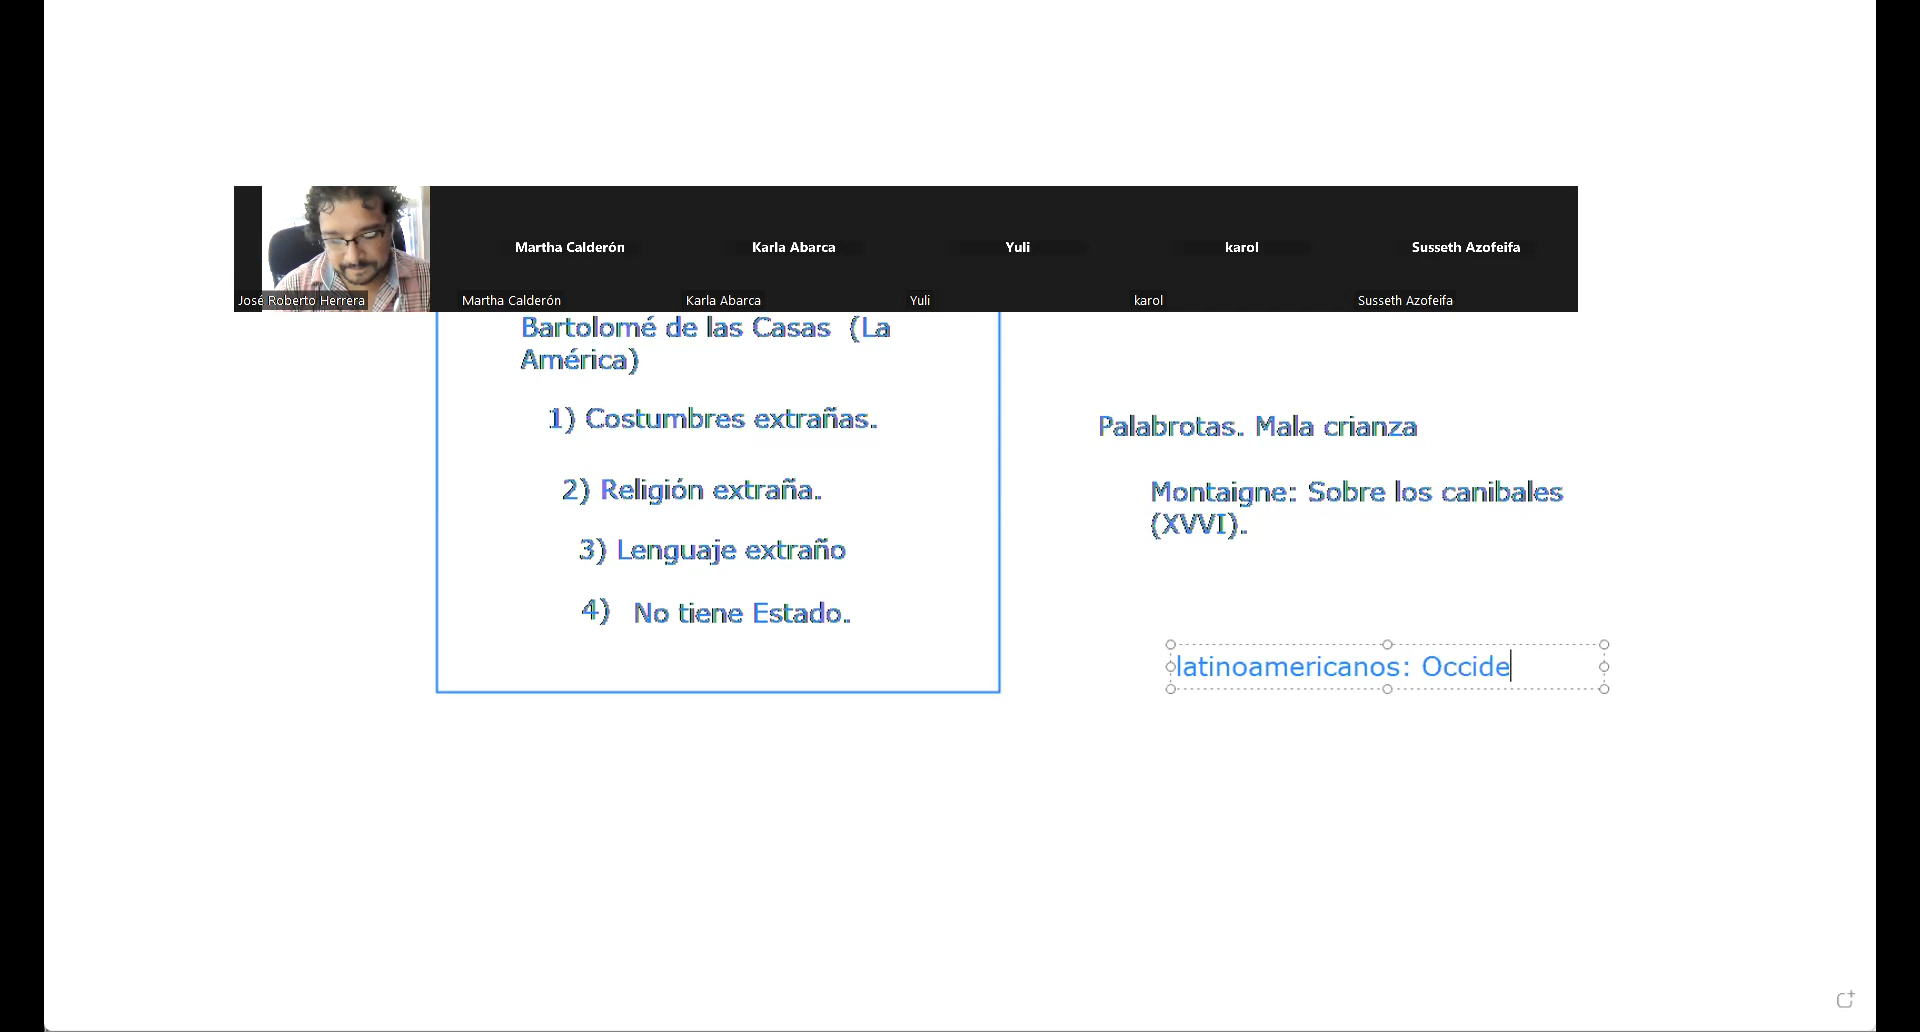 Martha Calderón
Karla Abarca
Yuli
karol
Susseth Azofeifa
José Roberto Herrera
Martha Calderón
Karla Abarca
Yuli
karol
Susseth Azofeifa
Bartolomé de las Casas (La
América)
1) Costumbres extrañas.
2) Religión extraña.
3) Lenguaje extraño
4) No tiene Estado.
Palabrotas. Mala crianza
Montaigne: Sobre los canibales
(XVVI).
latinoamericanos: Occide